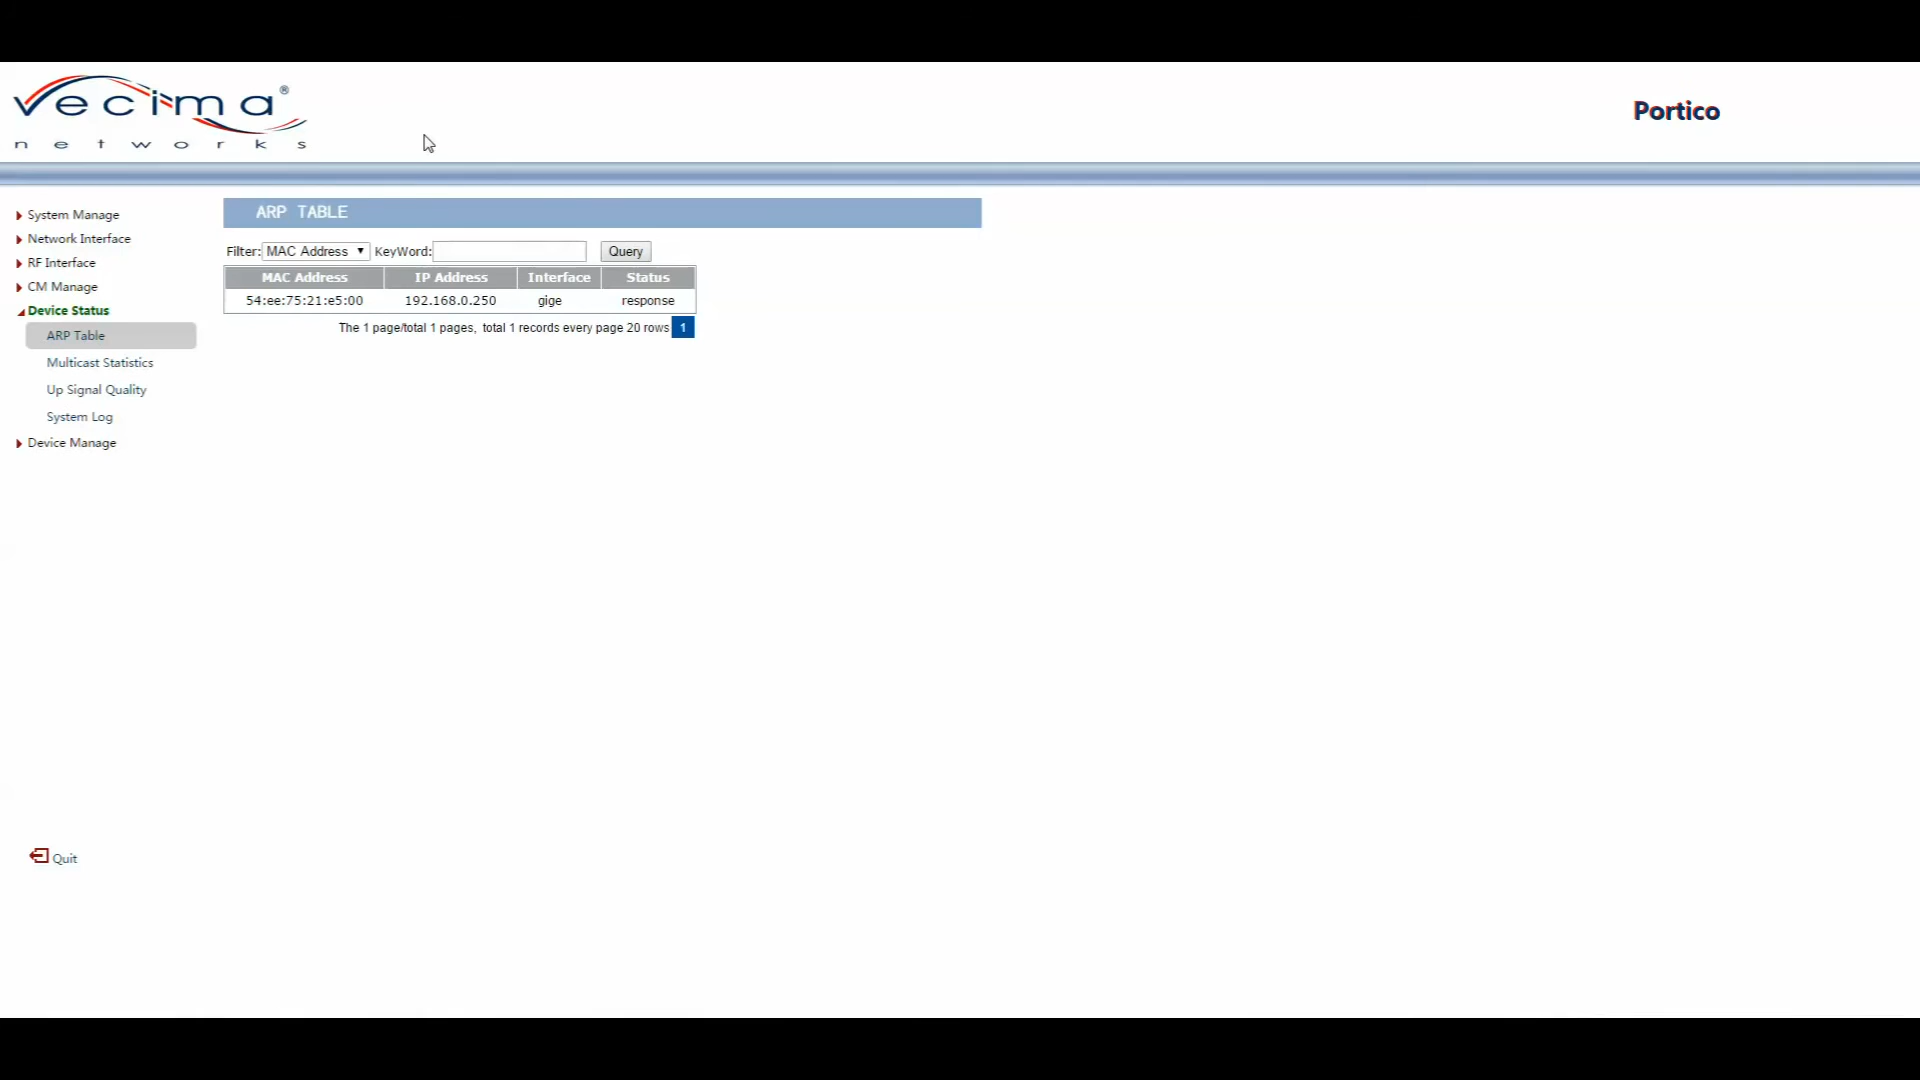 vecima®
networks
Portico
System Manage
Network Interface
RF Interface
CM Manage
Device Status
ARP Table
Multicast Statistics
Up Signal Quality
System Log
Device Manage
Quit
ARP TABLE
Filter: MAC Address ▼ KeyWord: Query
MAC Address IP Address Interface Status
54:ee:75:21:e5:00 192.168.0.250 gige response
The 1 page/total 1 pages, total 1 records every page 20 rows 1